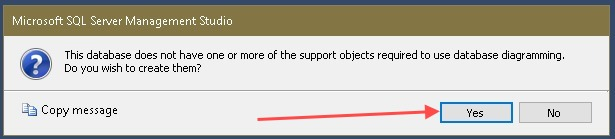 Microsoft SQL Server Management Studio
This database does not have one or more of the support objects required to use database diagramming.
Do you wish to create them?
Copy message
Yes
No